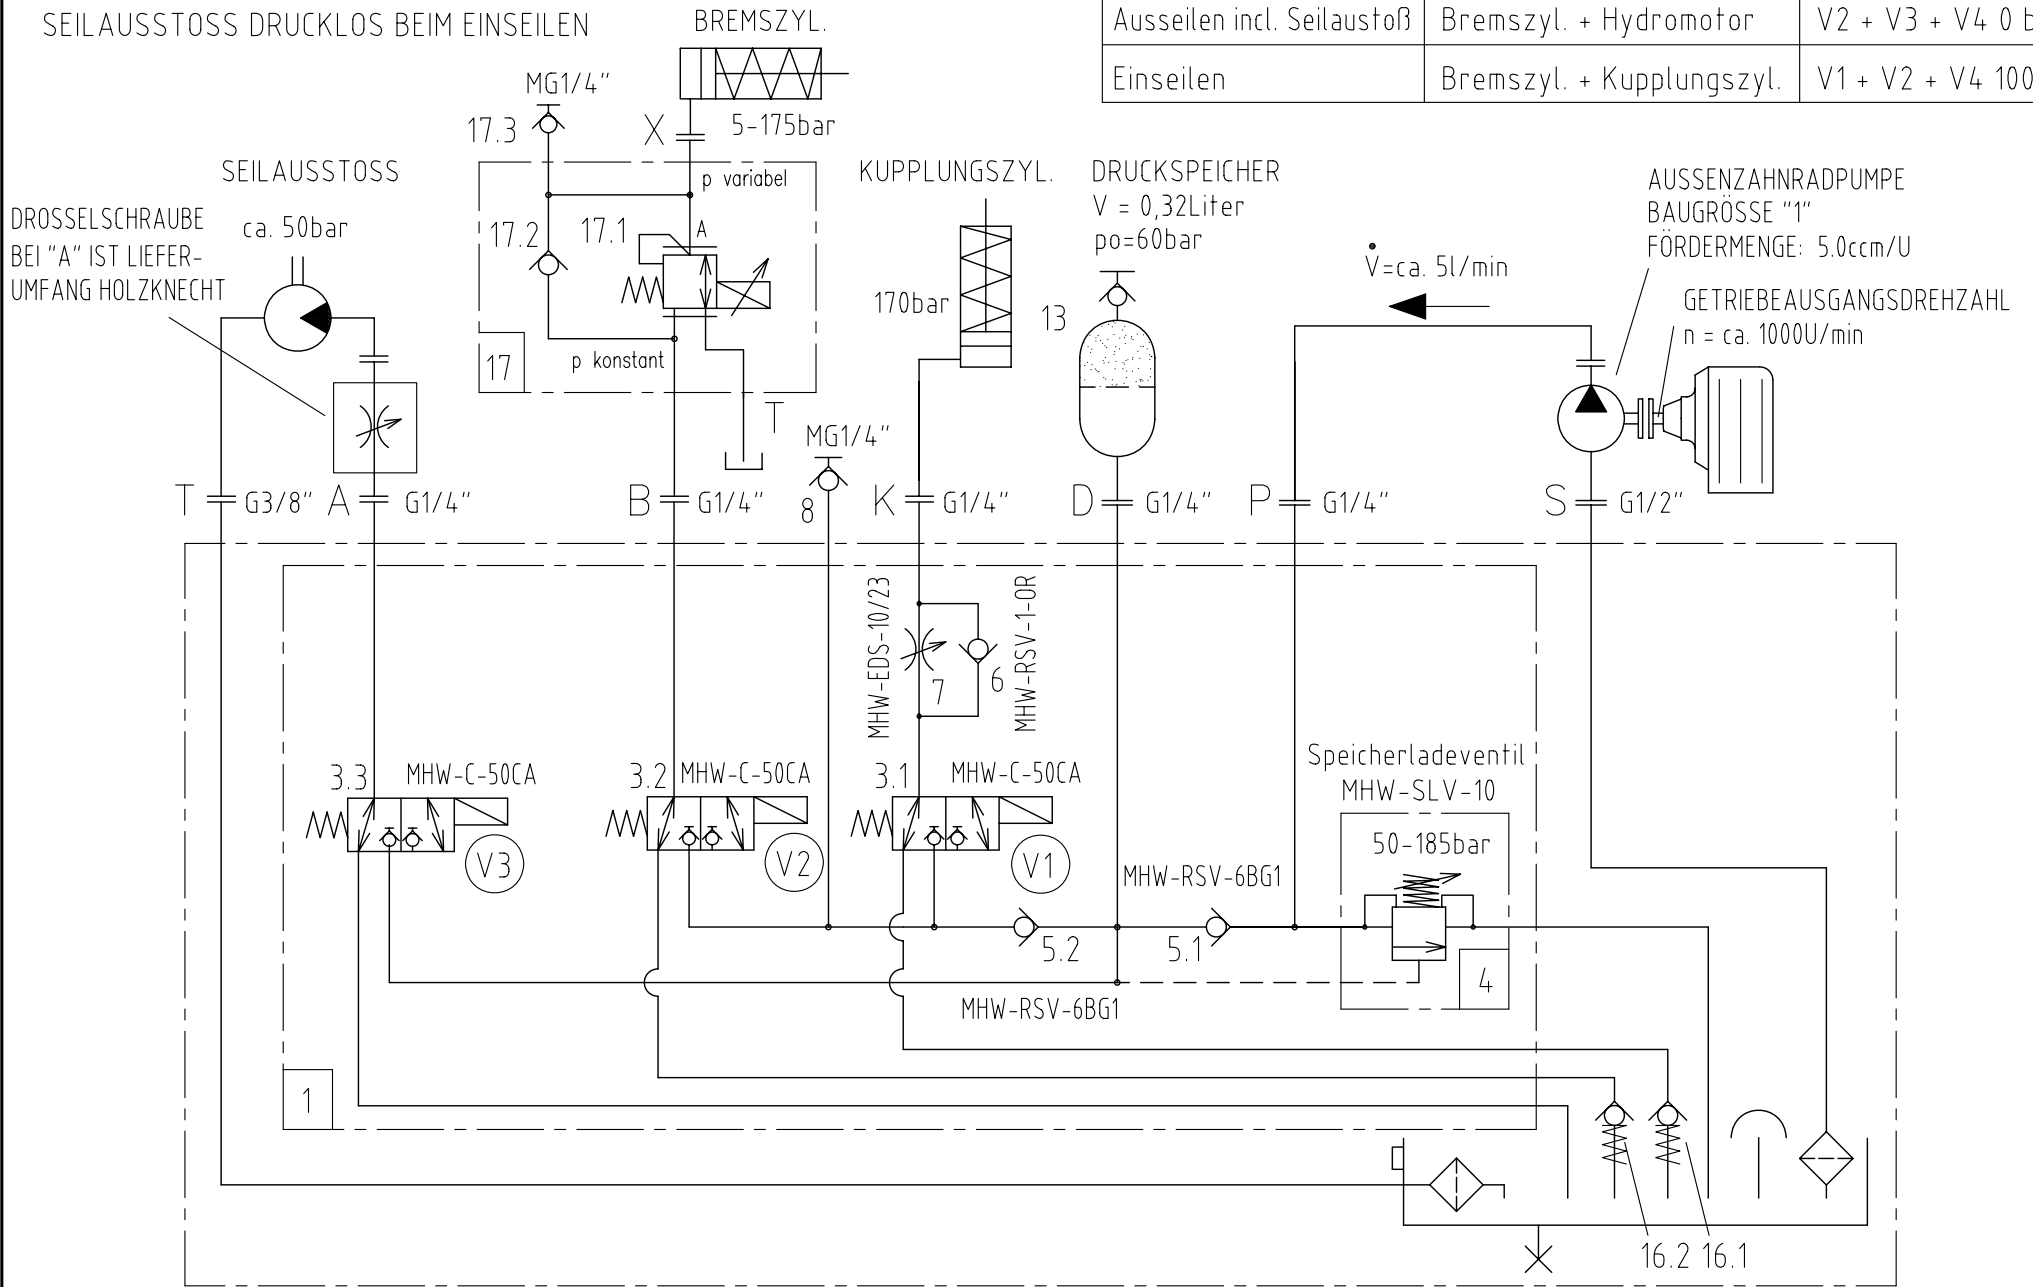 SEILAUSSTOSS DRUCKLOS BEIM EINSEILEN
BREMSZYL.
Ausseilen incl. Seilaustoß
Bremszyl. + Hydromotor
V2 + V3 + V4 0 b
Einseilen
Bremszyl. + Kupplungszyl.
V1 + V2 + V4 100
MG1/4"
17.3
X
5-175bar
SEILAUSSTOSS
ca. 50bar
DROSSELSCHRAUBE
BEI "A" IST LIEFER-
UMFANG HOLZKNECHT
p variabel
17.2
17.1
A
17
p konstant
T
KUPPLUNGSZYL.
170bar
DRUCKSPEICHER
V = 0,32Liter
po=60bar
13
V=ca. 5l/min
AUSSENZAHNRADPUMPE
BAUGRÖSSE "1"
FÖRDERMENGE: 5.0ccm/U
GETRIEBEAUSGANGSDREHZAHL
n = ca. 1000U/min
MG1/4"
8
T
G3/8"
A
G1/4"
B
G1/4"
K
G1/4"
D
G1/4"
P
G1/4"
S
G1/2"
MHW-EDS-10/23
7
6
MHW-RSV-1-OR
3.3
MHW-C-50CA
V3
3.2
MHW-C-50CA
V2
3.1
MHW-C-50CA
V1
Speicherladeventil
MHW-SLV-10
50-185bar
4
MHW-RSV-6BG1
5.2
5.1
MHW-RSV-6BG1
1
16.2
16.1